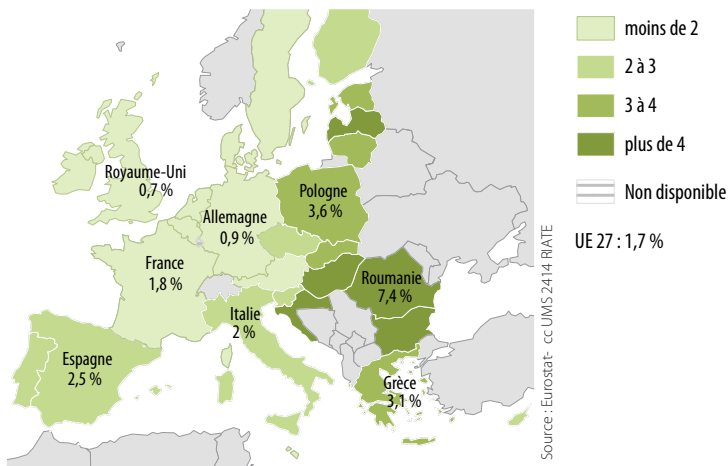 moins de 2
2 à 3
3 à 4
plus de 4
Non disponible
UE 27 : 1,7 %
Royaume-Uni
0,7 %
Pologne
3,6 %
Allemagne
0,9 %
France
1,8 %
Roumanie
7,4 %
Italie
2 %
Espagne
2,5 %
Grèce
3,1 %
Source : Eurostat- cc UMS 2414 RIATE